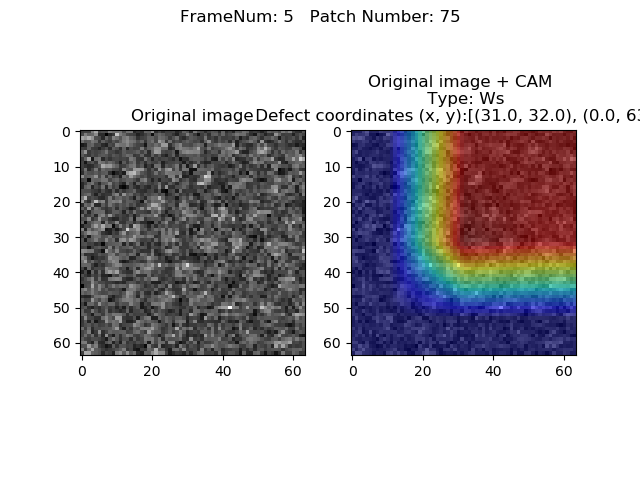 FrameNum: 5   Patch Number: 75
Original image + CAM
Type: Ws
Original image
Defect coordinates (x, y):[(31.0, 32.0), (0.0, 63
0
10
20
30
40
50
60
0 20 40 60
0
10
20
30
40
50
60
0 20 40 60